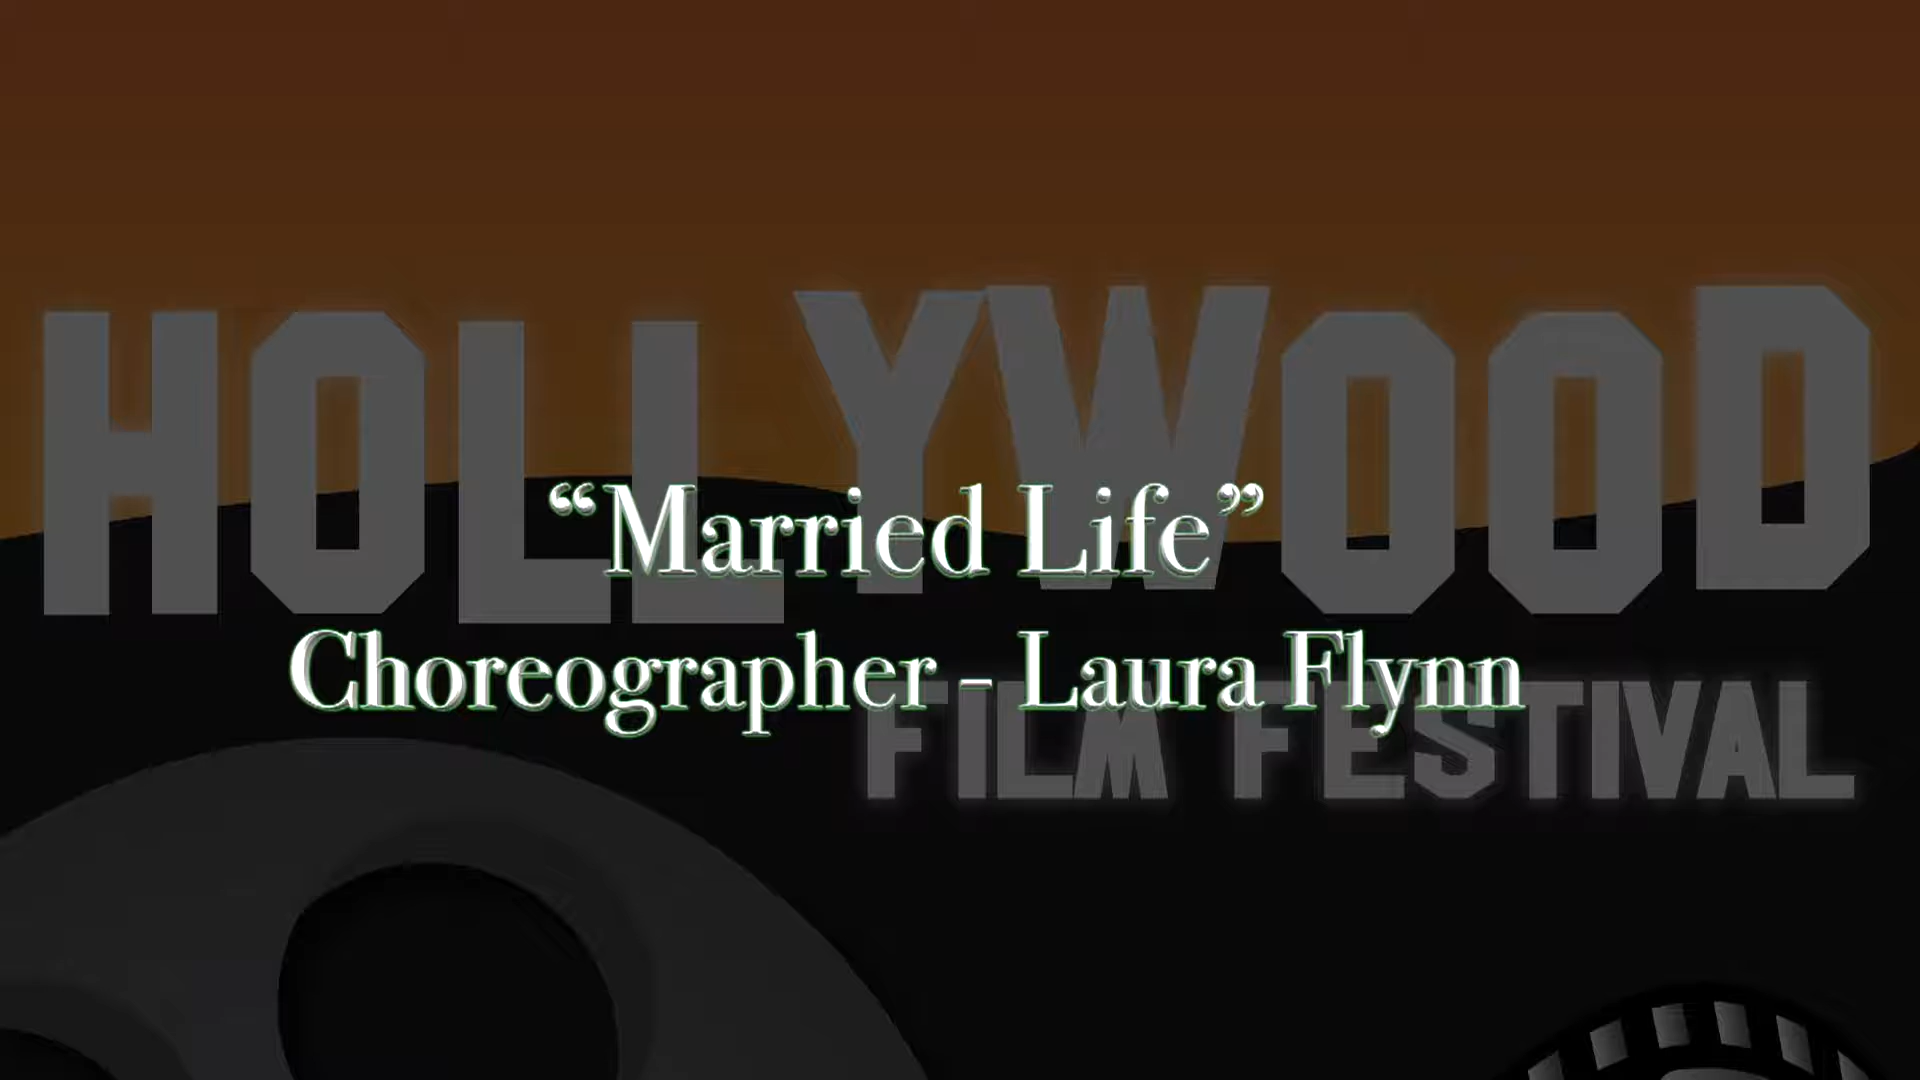 HOLLYWOOD
“Married Life”
Choreographer - Laura Flynn
FILM FESTIVAL